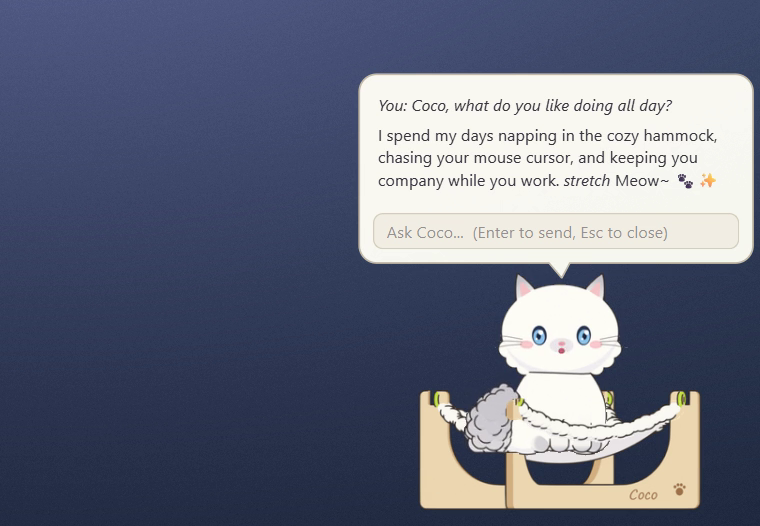 You: Coco, what do you like doing all day?
I spend my days napping in the cozy hammock,
chasing your mouse cursor, and keeping you
company while you work. stretch Meow~ 🐾 ✨
Ask Coco... (Enter to send, Esc to close)
Coco